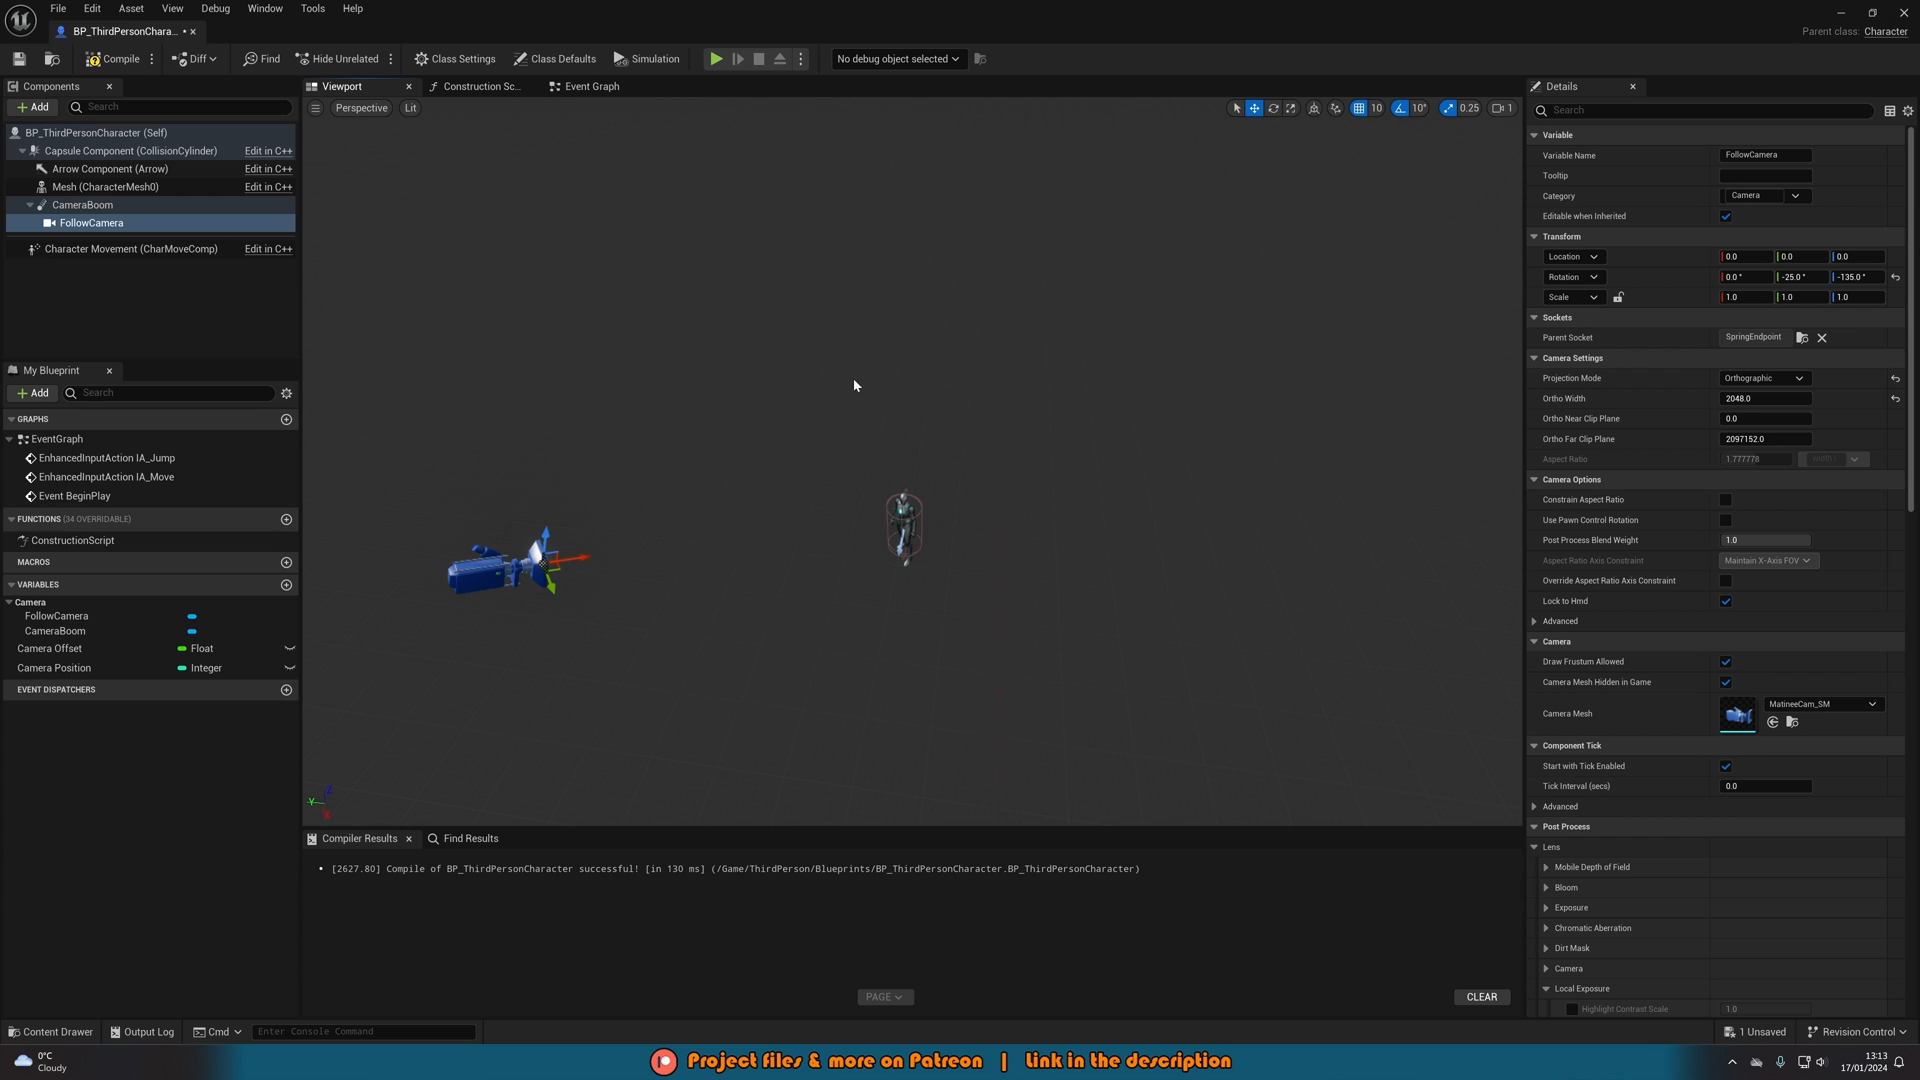 File Edit Asset View Debug Window Tools Help
BP_ThirdPersonChara...
Parent class: Character
Compile Diff Find Hide Unrelated Class Settings Class Defaults Simulation No debug object selected
Components
Add Search
BP_ThirdPersonCharacter (Self)
Capsule Component (CollisionCylinder) Edit in C++
Arrow Component (Arrow) Edit in C++
Mesh (CharacterMesh0) Edit in C++
CameraBoom
FollowCamera
Character Movement (CharMoveComp) Edit in C++
My Blueprint
Add Search
GRAPHS
EventGraph
EnhancedInputAction IA_Jump
EnhancedInputAction IA_Move
Event BeginPlay
FUNCTIONS (34 OVERRIDABLE)
ConstructionScript
MACROS
VARIABLES
Camera
FollowCamera
CameraBoom
Camera Offset Float
Camera Position Integer
EVENT DISPATCHERS
Viewport Construction Sc... Event Graph
Perspective Lit 10 10° 0.25 1
Z
Y
X
Compiler Results Find Results
• [2627.80] Compile of BP_ThirdPersonCharacter successful! [in 130 ms] (/Game/ThirdPerson/Blueprints/BP_ThirdPersonCharacter.BP_ThirdPersonCharacter)
PAGE CLEAR
Details
Search
Variable
Variable Name FollowCamera
Tooltip
Category Camera
Editable when Inherited
Transform
Location 0.0 0.0 0.0
Rotation 0.0° -25.0° -135.0°
Scale 1.0 1.0 1.0
Sockets
Parent Socket SpringEndpoint
Camera Settings
Projection Mode Orthographic
Ortho Width 2048.0
Ortho Near Clip Plane 0.0
Ortho Far Clip Plane 2097152.0
Aspect Ratio 1.777778
Camera Options
Constrain Aspect Ratio
Use Pawn Control Rotation
Post Process Blend Weight 1.0
Aspect Ratio Axis Constraint Maintain X-Axis FOV
Override Aspect Ratio Axis Constraint
Lock to Hmd
Advanced
Camera
Draw Frustum Allowed
Camera Mesh Hidden in Game
Camera Mesh MatineeCam_SM
Component Tick
Start with Tick Enabled
Tick Interval (secs) 0.0
Advanced
Post Process
Lens
Mobile Depth of Field
Bloom
Exposure
Chromatic Aberration
Dirt Mask
Camera
Local Exposure
Highlight Contrast Scale 1.0
Content Drawer Output Log Cmd Enter Console Command 1 Unsaved Revision Control
0°C
Cloudy
Project files & more on Patreon | Link in the description
13:13
17/01/2024